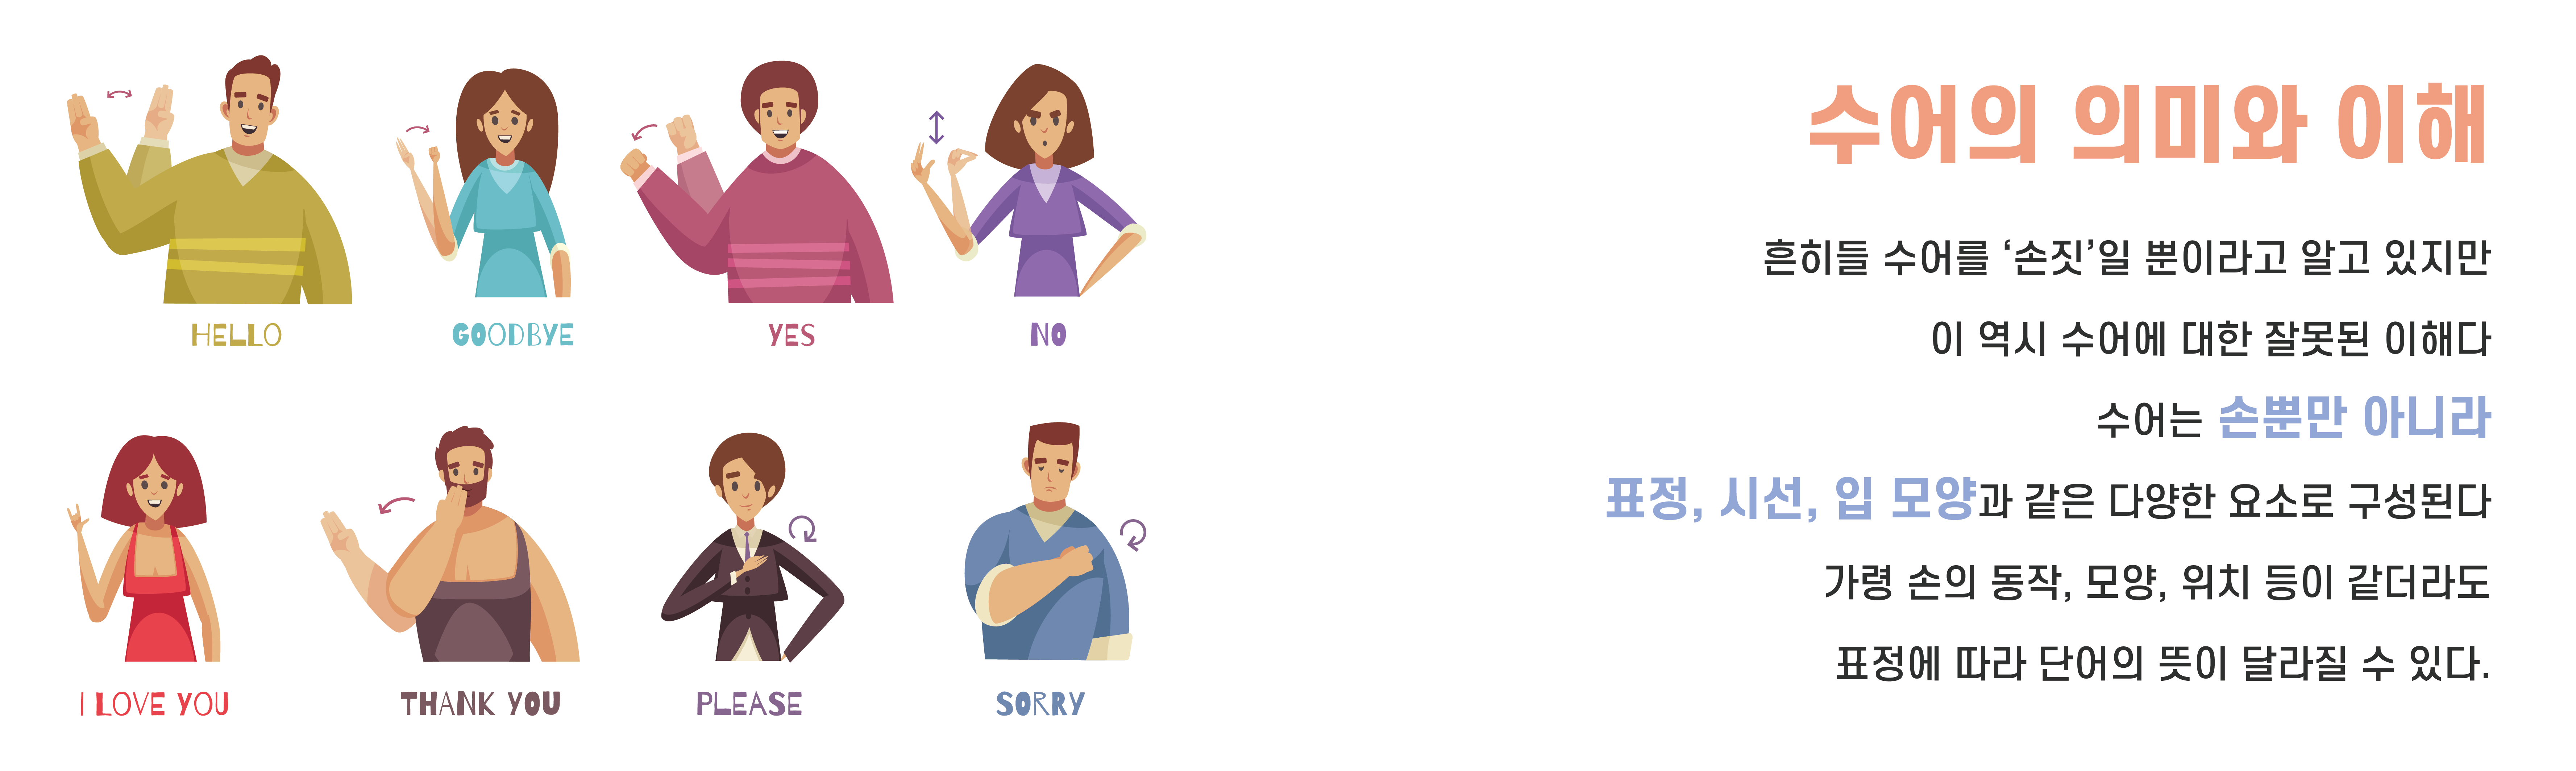 HELLO
GOODBYE
YES
NO
I LOVE YOU
THANK YOU
PLEASE
SORRY
수어의 의미와 이해
흔히들 수어를 ‘손짓’일 뿐이라고 알고 있지만
이 역시 수어에 대한 잘못된 이해다
수어는 손뿐만 아니라
표정, 시선, 입 모양과 같은 다양한 요소로 구성된다
가령 손의 동작, 모양, 위치 등이 같더라도
표정에 따라 단어의 뜻이 달라질 수 있다.